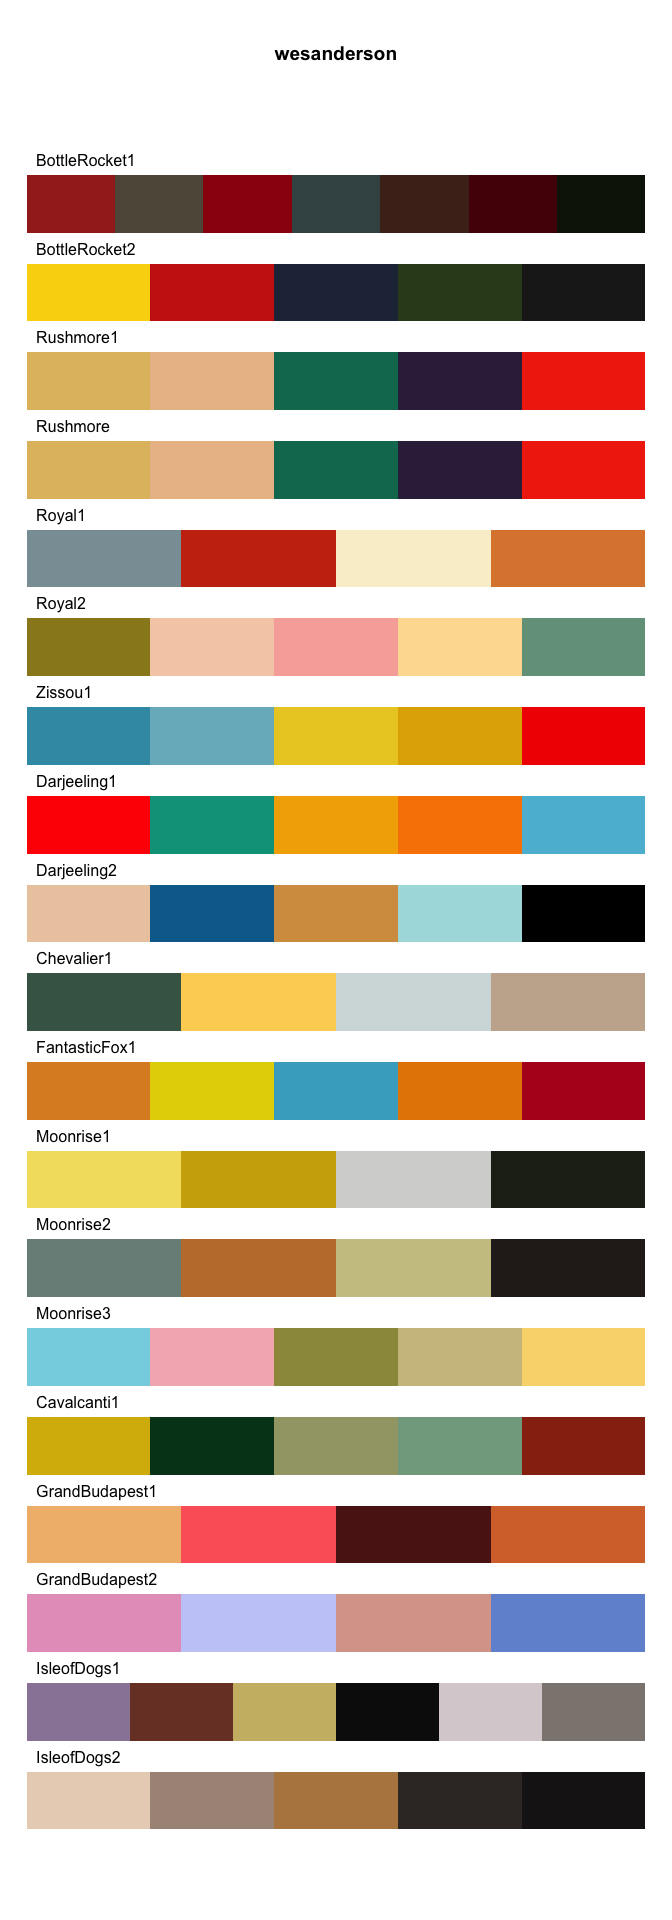 wesanderson
BottleRocket1
BottleRocket2
Rushmore1
Rushmore
Royal1
Royal2
Zissou1
Darjeeling1
Darjeeling2
Chevalier1
FantasticFox1
Moonrise1
Moonrise2
Moonrise3
Cavalcanti1
GrandBudapest1
GrandBudapest2
IsleofDogs1
IsleofDogs2